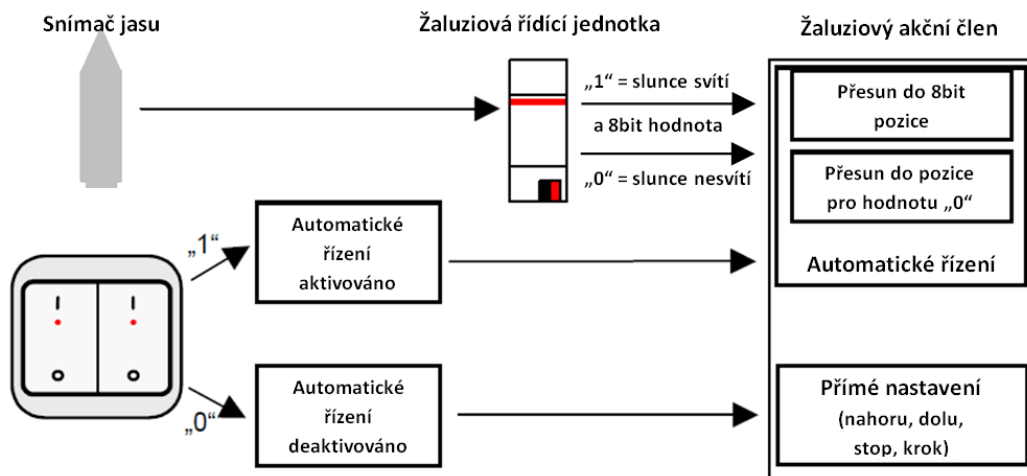 Snímač jasu
Žaluziová řídící jednotka
Žaluziový akční člen
„1“ = slunce svítí
a 8bit hodnota
„0“ = slunce nesvítí
Přesun do 8bit
pozice
Přesun do pozice
pro hodnotu „0“
Automatické řízení
„1“
Automatické
řízení
aktivováno
„0“
Automatické
řízení
deaktivováno
Přímé nastavení
(nahoru, dolu,
stop, krok)